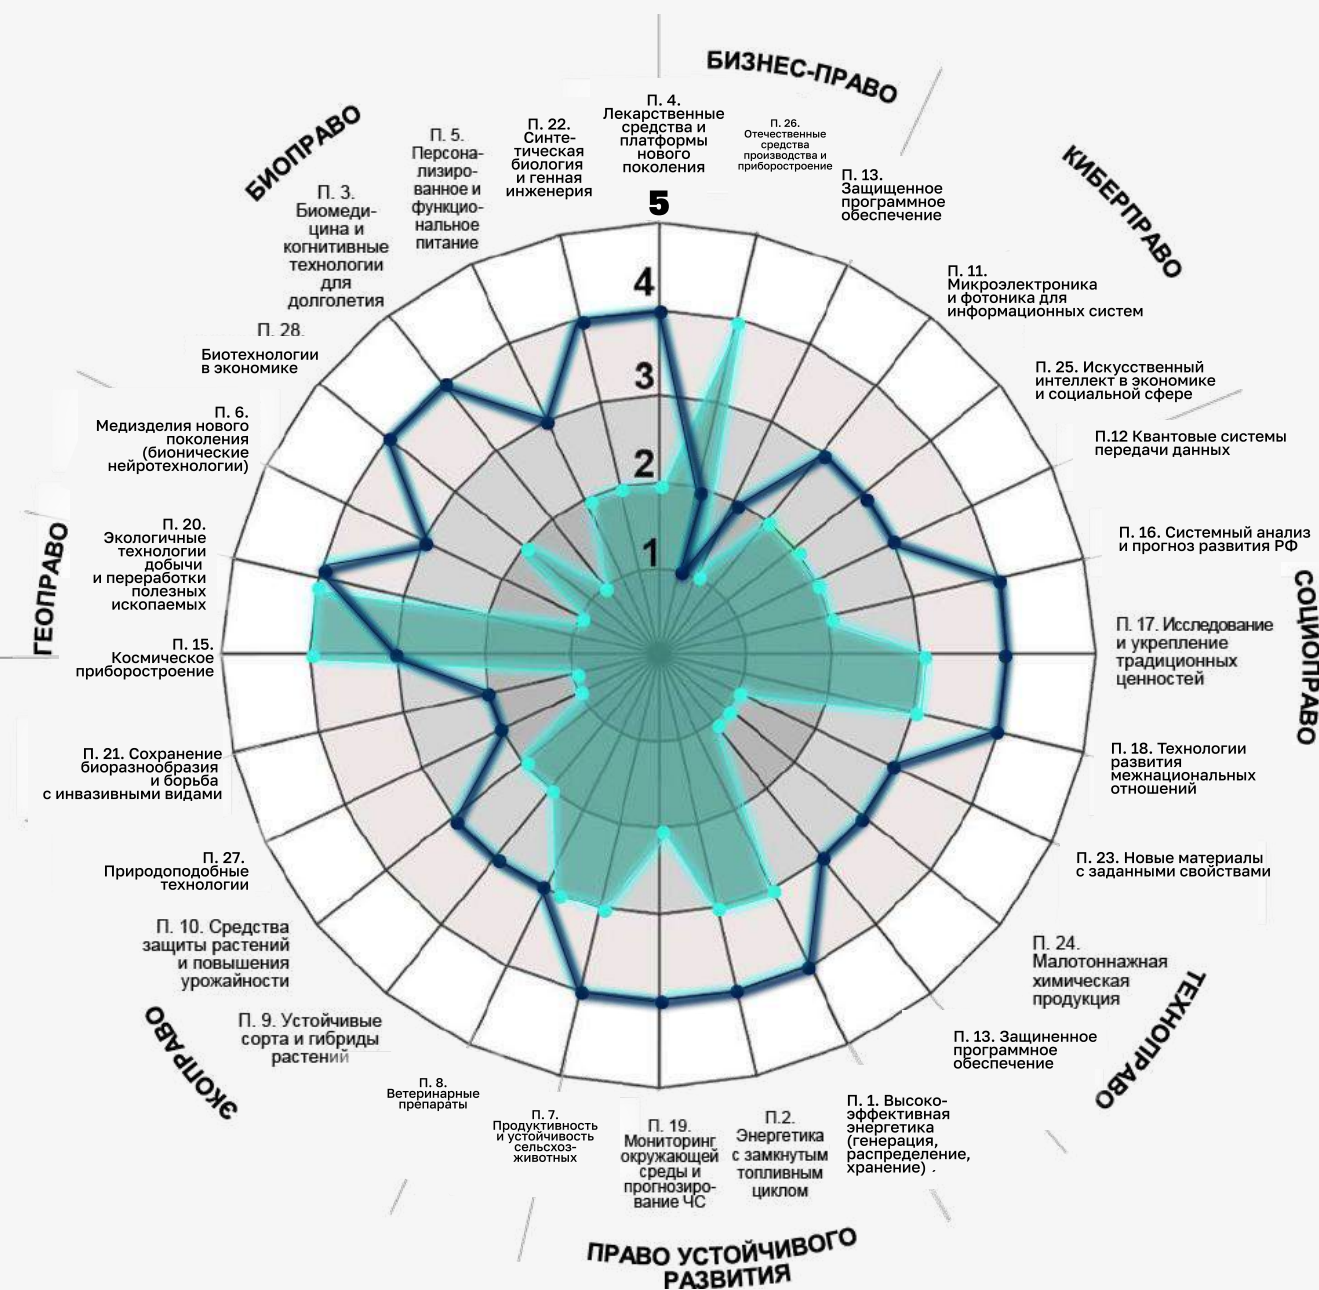 БИЗНЕС-ПРАВО
П. 4.
Лекарственные
средства и
платформы
нового
поколения
П. 26.
Отечественные
средства
производства и
приборостроение
П. 13.
Защищенное
программное
обеспечение
КИБЕРПРАВО
П. 11.
Микроэлектроника
и фотоника для
информационных систем
П. 25. Искусственный
интеллект в экономике
и социальной сфере
П.12 Квантовые системы
передачи данных
П. 16. Системный анализ
и прогноз развития РФ
СОЦИОПРАВО
П. 17. Исследование
и укрепление
традиционных
ценностей
П. 18. Технологии
развития
межнациональных
отношений
П. 23. Новые материалы
с заданными свойствами
П. 24.
Малотоннажная
химическая
продукция
ТЕХНОПРАВО
П. 13. Защиненное
программное
обеспечение
П. 1. Высоко-
эффективная
энергетика
(генерация,
распределение,
хранение) .
П.2.
Энергетика
с замкнутым
топливным
циклом
П. 19.
Мониторинг
окружающей
среды и
прогнозиро-
вание ЧС
ПРАВО УСТОЙЧИВОГО
РАЗВИТИЯ
П. 7.
Продуктивность
и устойчивость
сельсхоз-
животных
П. 8.
Ветеринарные
препараты
П. 9. Устойчивые
сорта и гибриды
растений
ЭКОПРАВО
П. 10. Средства
защиты растений
и повышения
урожайности
П. 27.
Природоподобные
технологии
П. 21. Сохранение
биоразнообразия
и борьба
с инвазивными видами
П. 15.
Космическое
приборостроение
ГЕОПРАВО
П. 20.
Экологичные
технологии
добычи
и переработки
полезных
ископаемых
П. 6.
Медизделия нового
поколения
(бионические
нейротехнологии)
П. 28.
Биотехнологии
в экономике
П. 3.
Биомеди-
цина и
когнитивные
технологии
для
долголетия
БИОПРАВО
П. 5.
Персона-
лизиро-
ванное и
функцио-
нальное
питание
П. 22.
Синте-
тическая
биология
и генная
инженерия
5
4
3
2
1